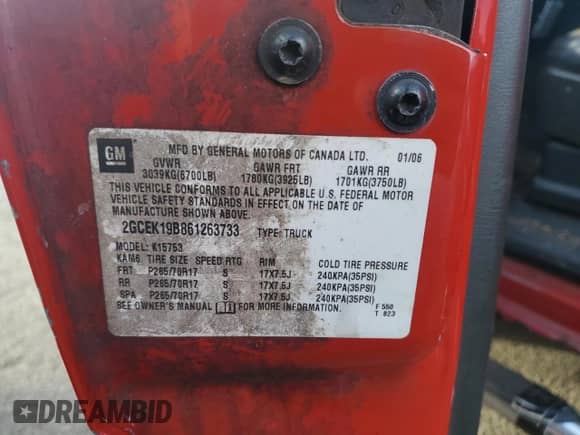 GM
MFD BY GENERAL MOTORS OF CANADA LTD. 01/06
GVWR GAWR FRT GAWR RR
3039KG(6700LB) 1780KG(3925LB) 1701KG(3750LB)
THIS VEHICLE CONFORMS TO ALL APPLICABLE U.S. FEDERAL MOTOR
VEHICLE SAFETY STANDARDS IN EFFECT ON THE DATE OF
MANUFACTURE SHOWN ABOVE.
2GCEK19B861263733 TYPE: TRUCK
MODEL: K15753
KAM6 TIRE SIZE SPEED RTG RIM COLD TIRE PRESSURE
FRT P265/70R17 S 17X7.5J 240KPA(35PSI)
RR P265/70R17 S 17X7.5J 240KPA(35PSI)
SPA P265/70R17 S 17X7.5J 240KPA(35PSI)
SEE OWNER'S MANUAL FOR MORE INFORMATION.
F 550
T 823
DREAMBID